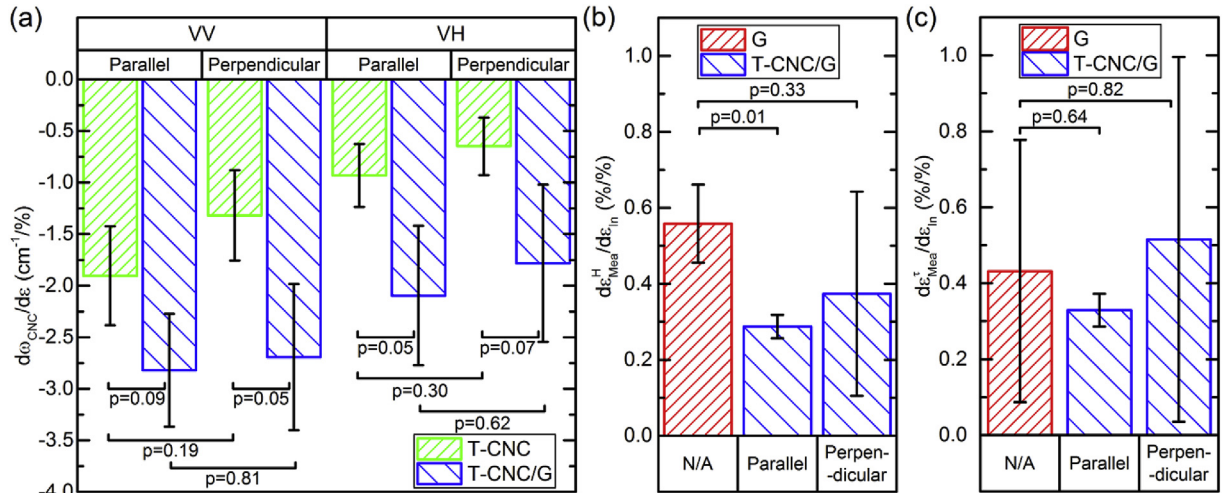 (a)
VV VH
Parallel Perpendicular Parallel Perpendicular
dω_CNC/dε (cm⁻¹/%)
0.0
-0.5
-1.0
-1.5
-2.0
-2.5
-3.0
-3.5
-4.0
p=0.05 p=0.07
p=0.09 p=0.05 p=0.30
p=0.62
p=0.19
p=0.81
T-CNC
T-CNC/G
(b)
G
T-CNC/G
dε^H_Mea/dε_In (%/%)
1.0
0.8
0.6
0.4
0.2
0.0
p=0.33
p=0.01
N/A Parallel Perpen-
-dicular
(c)
G
T-CNC/G
dε^τ_Mea/dε_In (%/%)
1.0
0.8
0.6
0.4
0.2
0.0
p=0.82
p=0.64
N/A Parallel Perpen-
-dicular